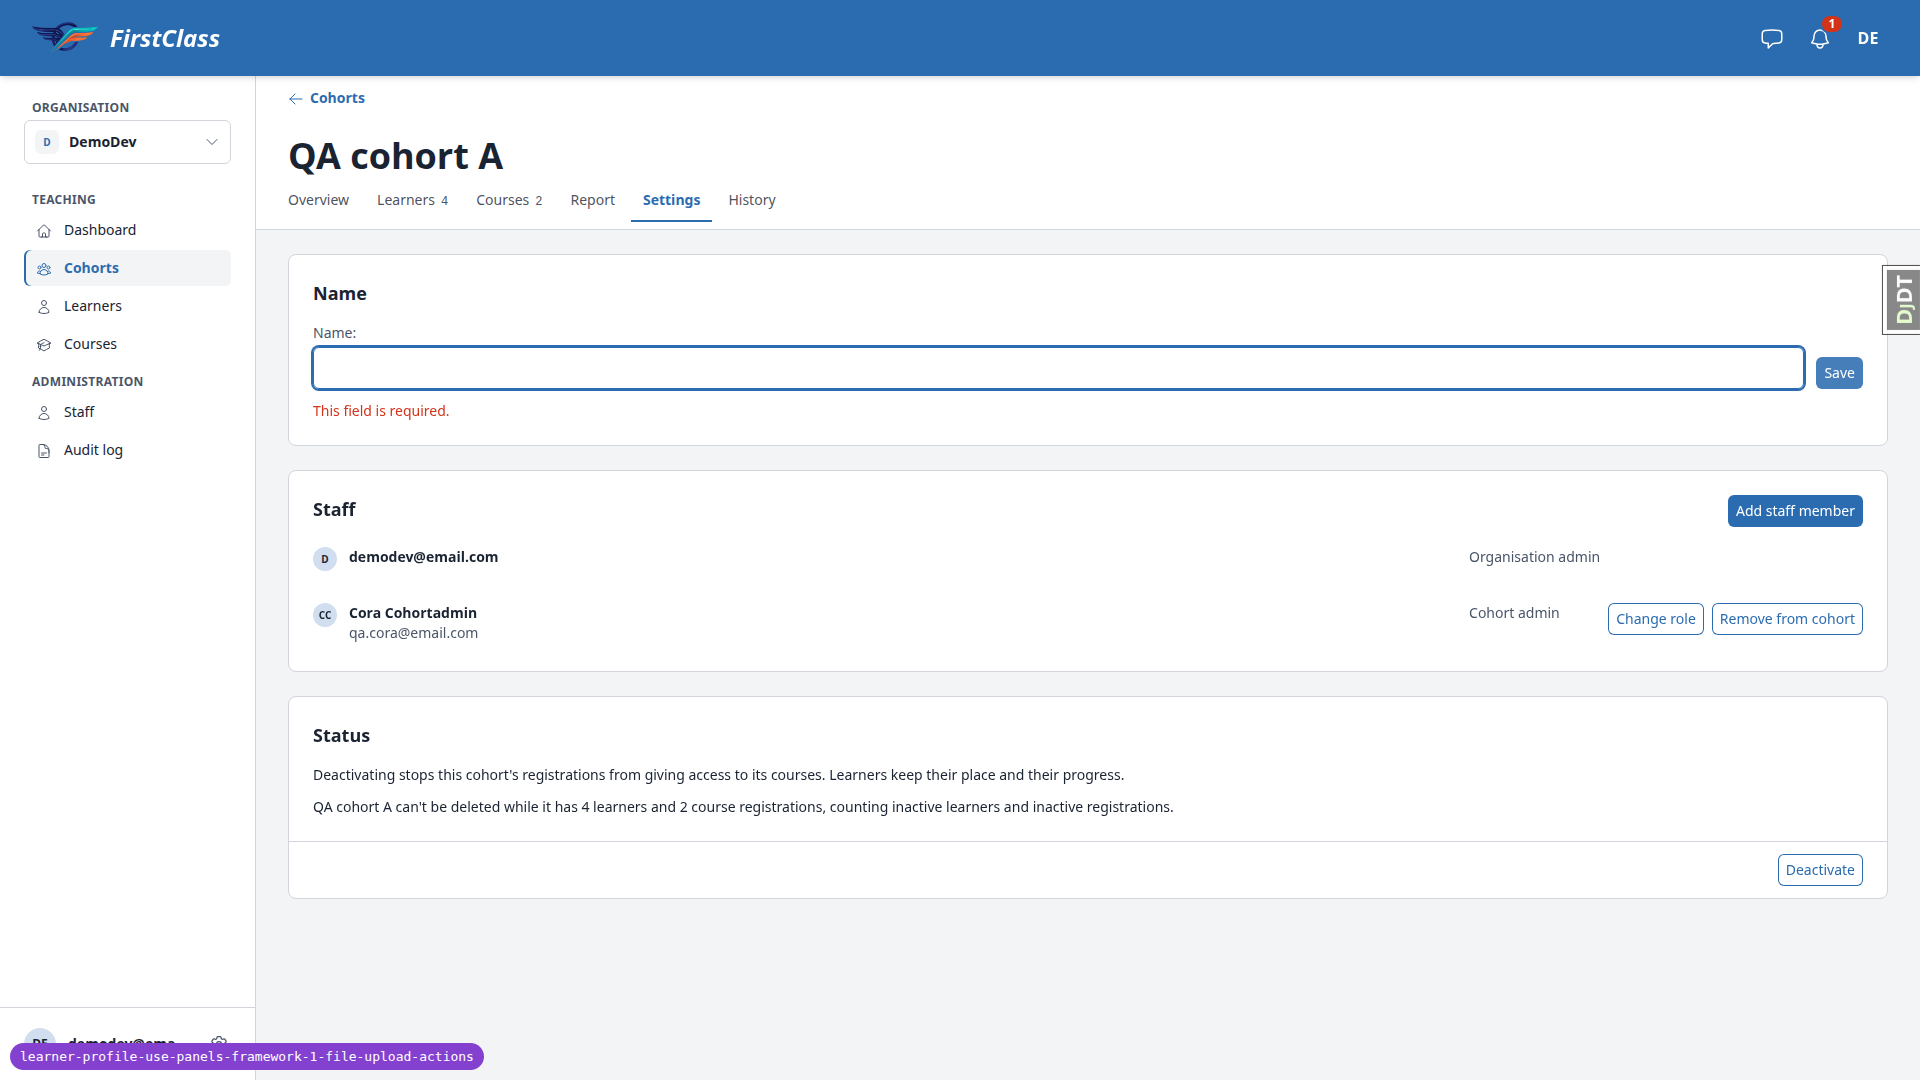 FirstClass
1
DE
ORGANISATION
D DemoDev
TEACHING
Dashboard
Cohorts
Learners
Courses
ADMINISTRATION
Staff
Audit log
Cohorts
QA cohort A
Overview Learners 4 Courses 2 Report Settings History
Name
Name:
Save
This field is required.
Staff
Add staff member
D demodev@email.com Organisation admin
CC Cora Cohortadmin Cohort admin Change role Remove from cohort
qa.cora@email.com
Status
Deactivating stops this cohort's registrations from giving access to its courses. Learners keep their place and their progress.
QA cohort A can't be deleted while it has 4 learners and 2 course registrations, counting inactive learners and inactive registrations.
Deactivate
DjDT
DE demodev@ema
learner-profile-use-panels-framework-1-file-upload-actions